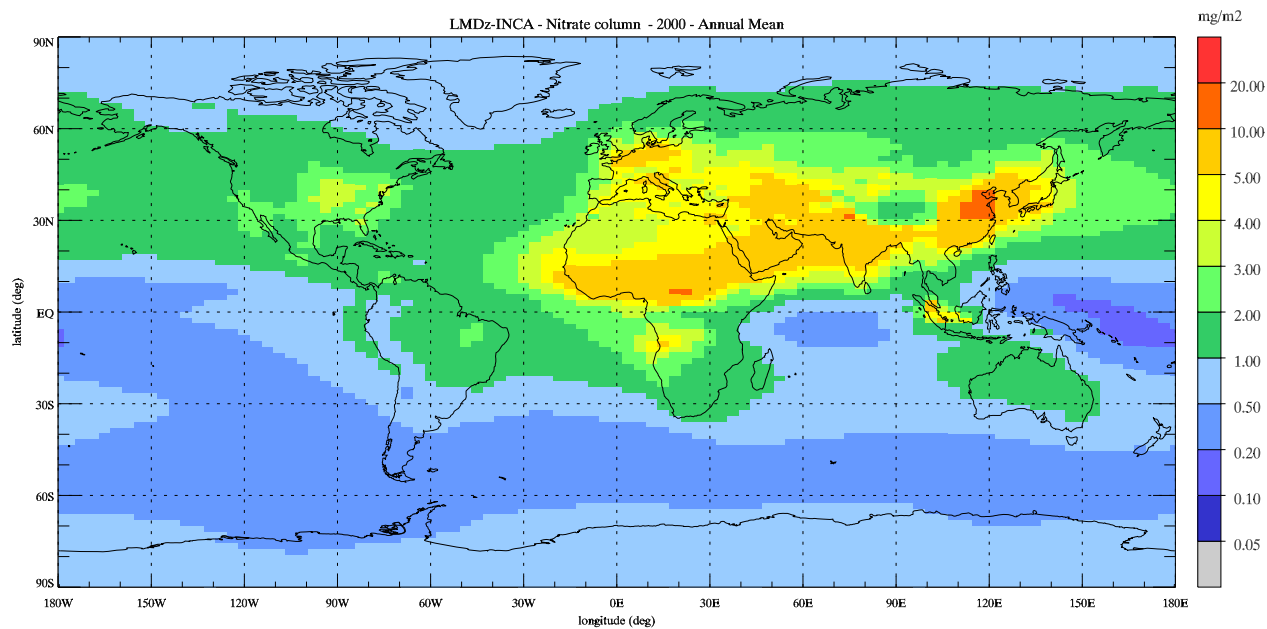 LMDz-INCA - Nitrate column - 2000 - Annual Mean
mg/m2
90N
60N
30N
EQ
30S
60S
90S
latitude (deg)
180W 150W 120W 90W 60W 30W 0E 30E 60E 90E 120E 150E 180E
longitude (deg)
20.00
10.00
5.00
4.00
3.00
2.00
1.00
0.50
0.20
0.10
0.05